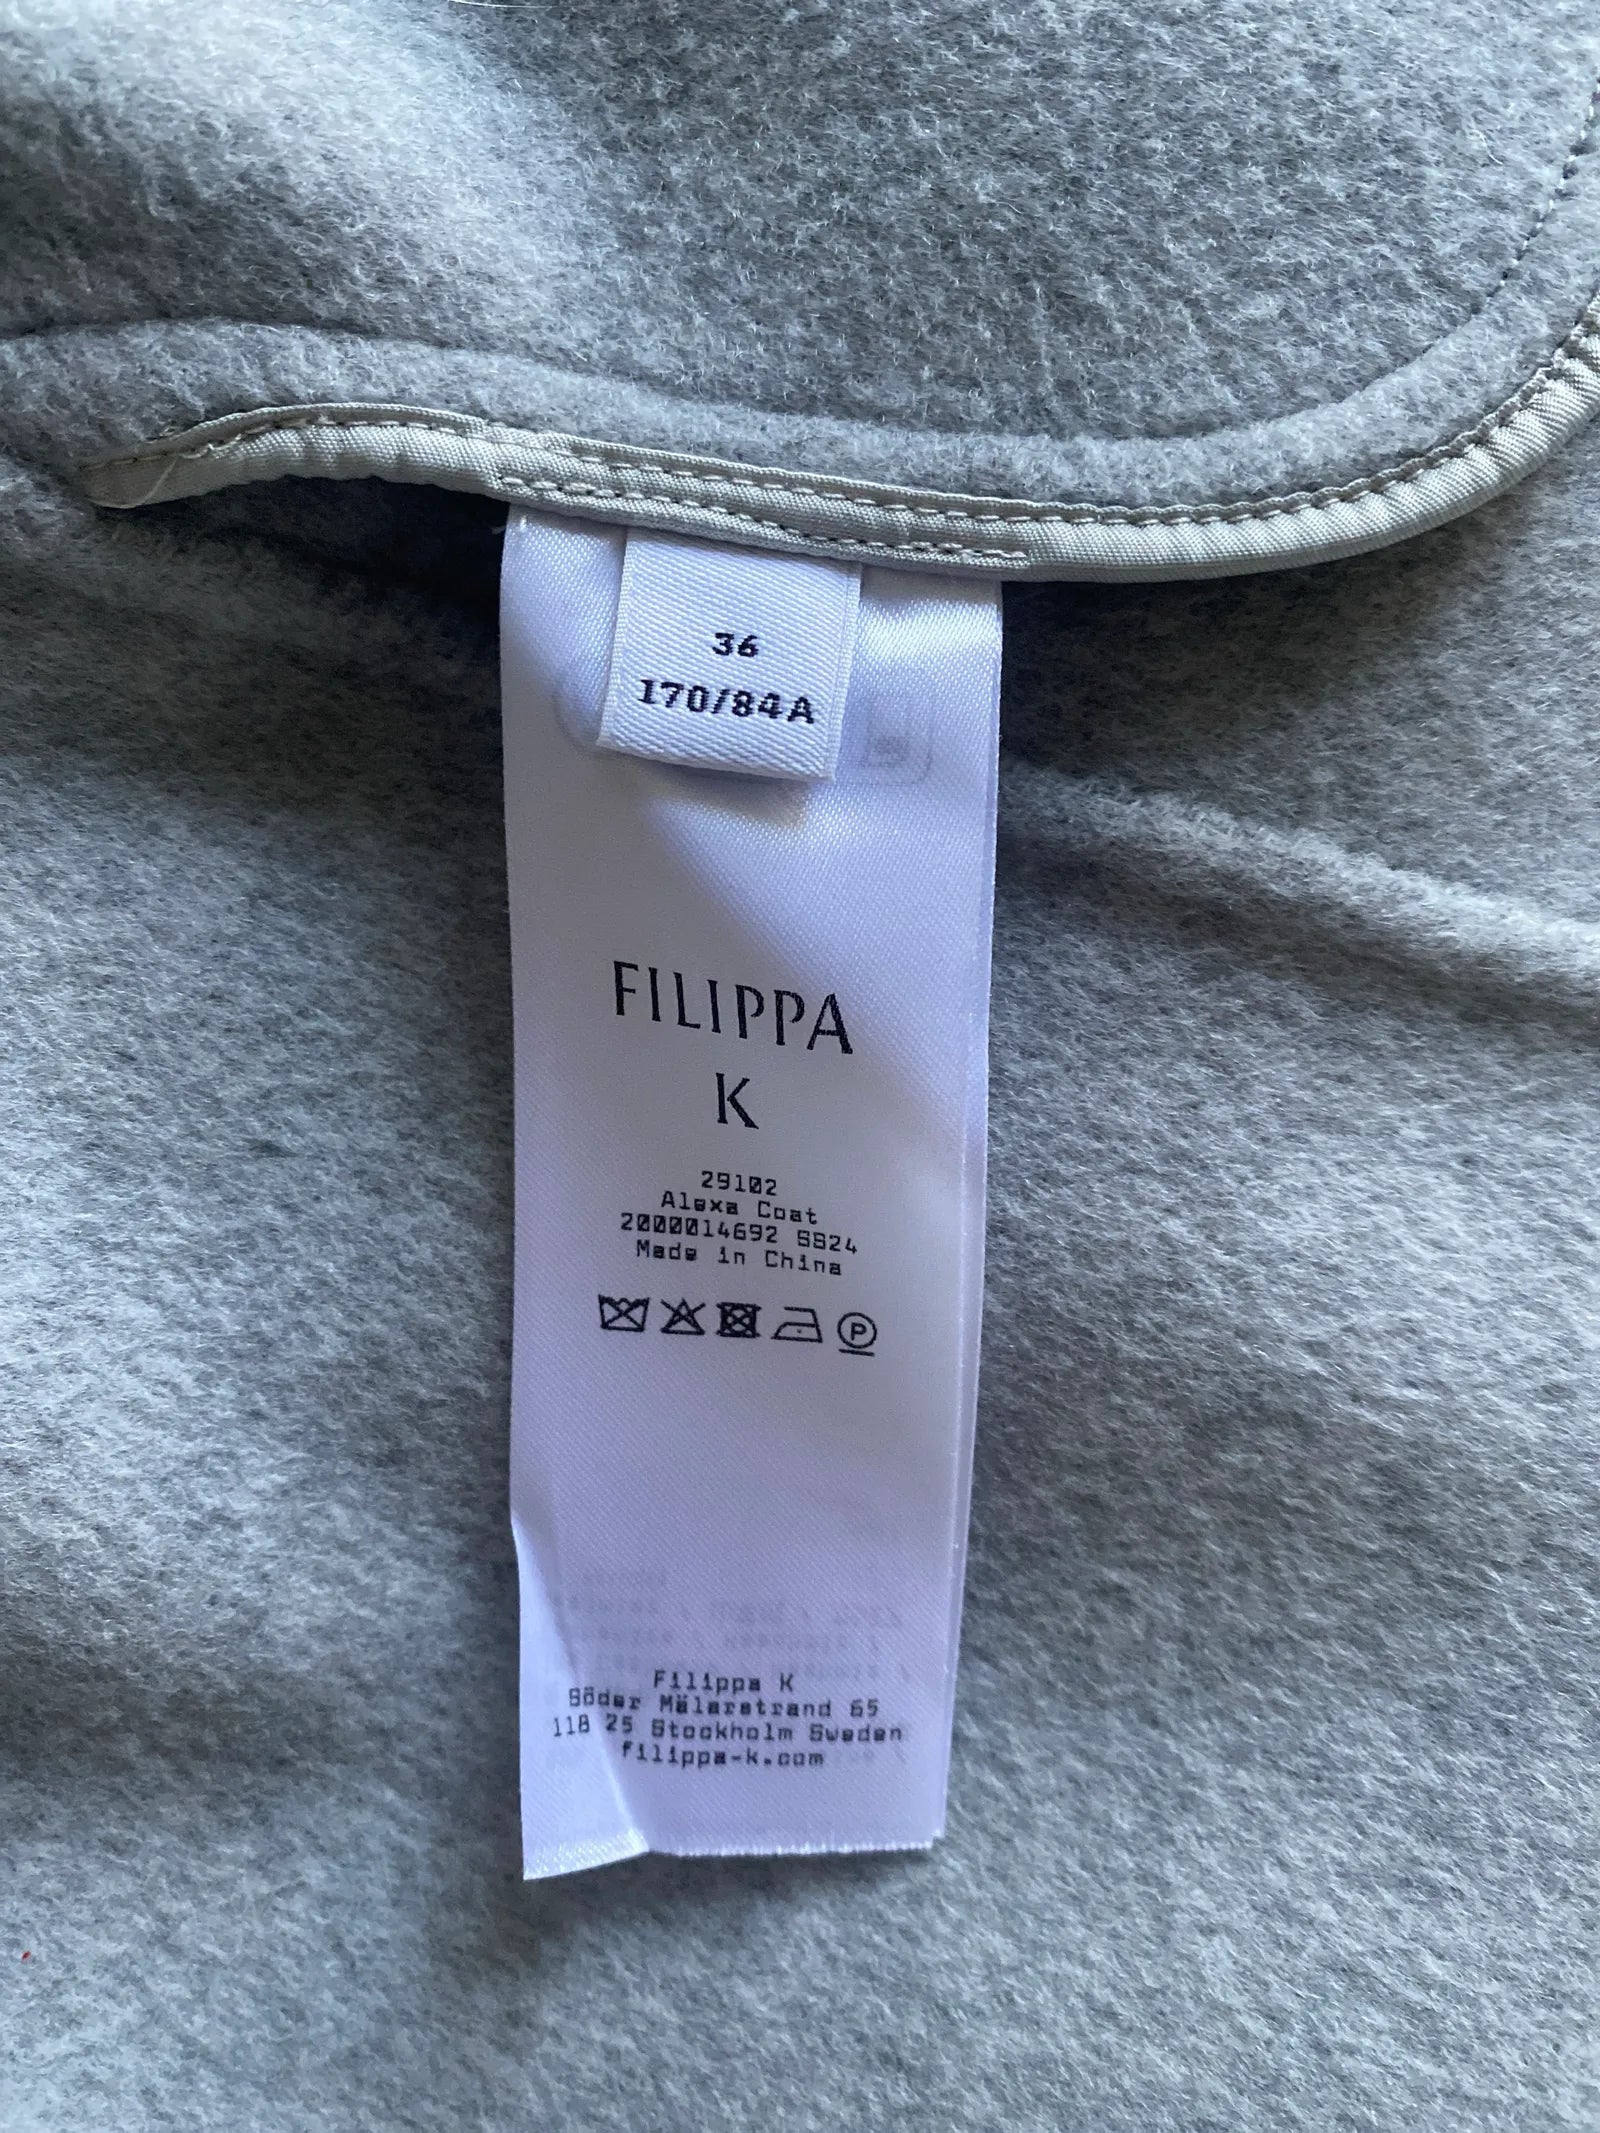 36
170/84A
FILIPPA
K
29102
Alexa Coat
2000014692 SS24
Made in China
P
Filippa K
Söder Mälarstrand 65
118 25 Stockholm Sweden
filippa-k.com